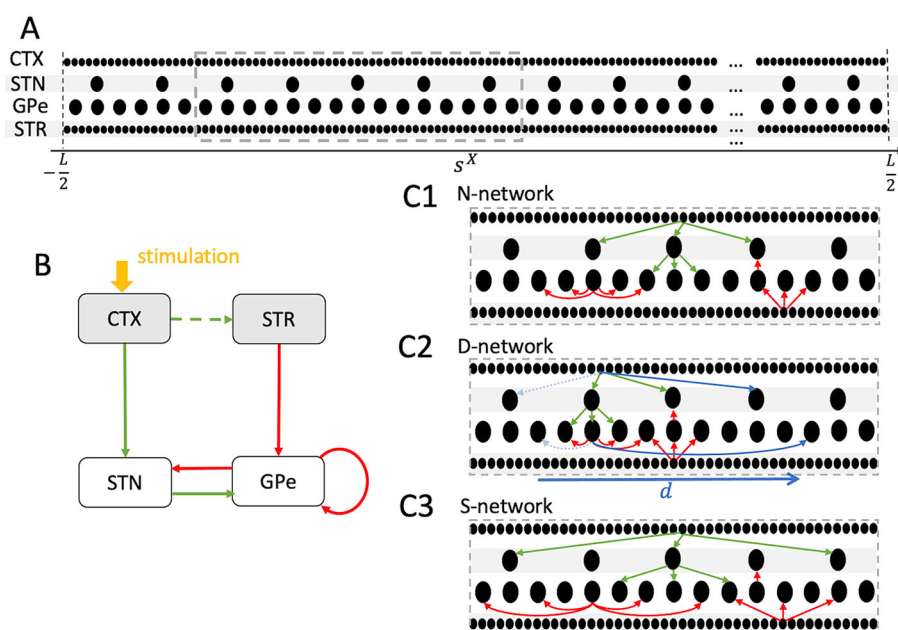 A
CTX
STN
GPe
STR
...
...
...
...
-L/2
s^X
L/2
B
stimulation
CTX
STR
STN
GPe
C1 N-network
C2 D-network
d
C3 S-network